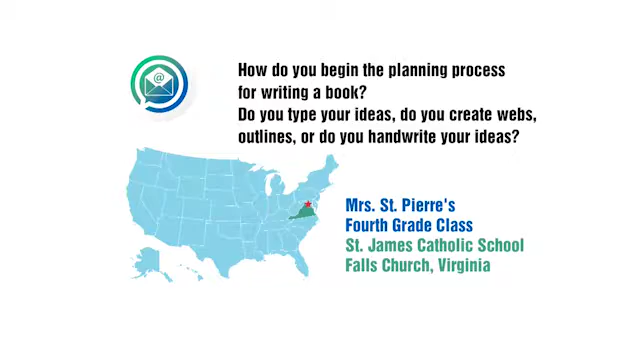 @
How do you begin the planning process
for writing a book?
Do you type your ideas, do you create webs,
outlines, or do you handwrite your ideas?
Mrs. St. Pierre's
Fourth Grade Class
St. James Catholic School
Falls Church, Virginia